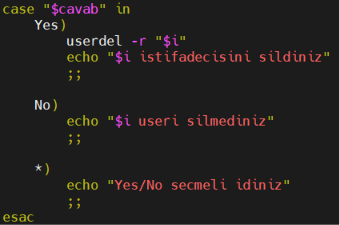 case "$cavab" in
Yes)
userdel -r "$i"
echo "$i istifadecisini sildiniz"
;;
No)
echo "$i useri silmediniz"
;;
*)
echo "Yes/No secmeli idiniz"
;;
esac